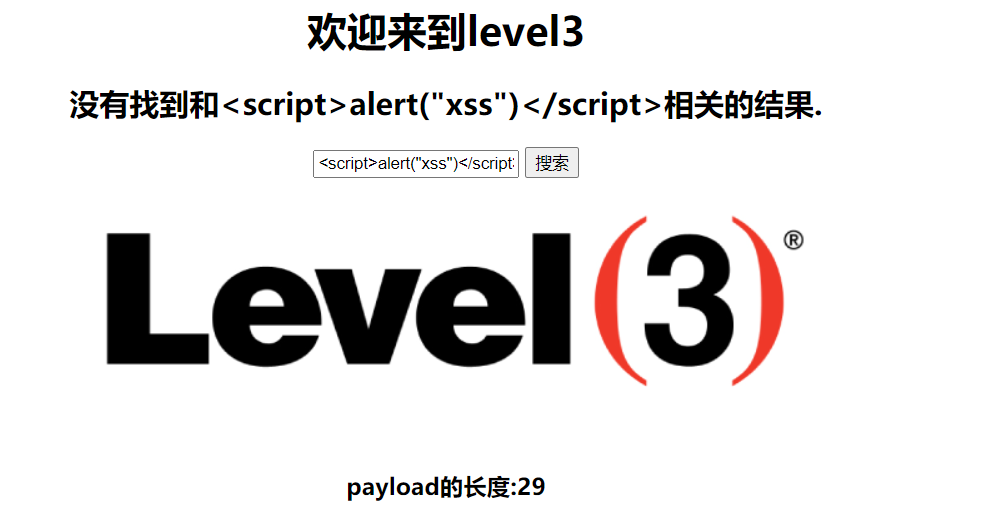 欢迎来到level3
没有找到和<script>alert("xss")</script>相关的结果.
<script>alert("xss")</script 搜索
Level(3)®
payload的长度:29